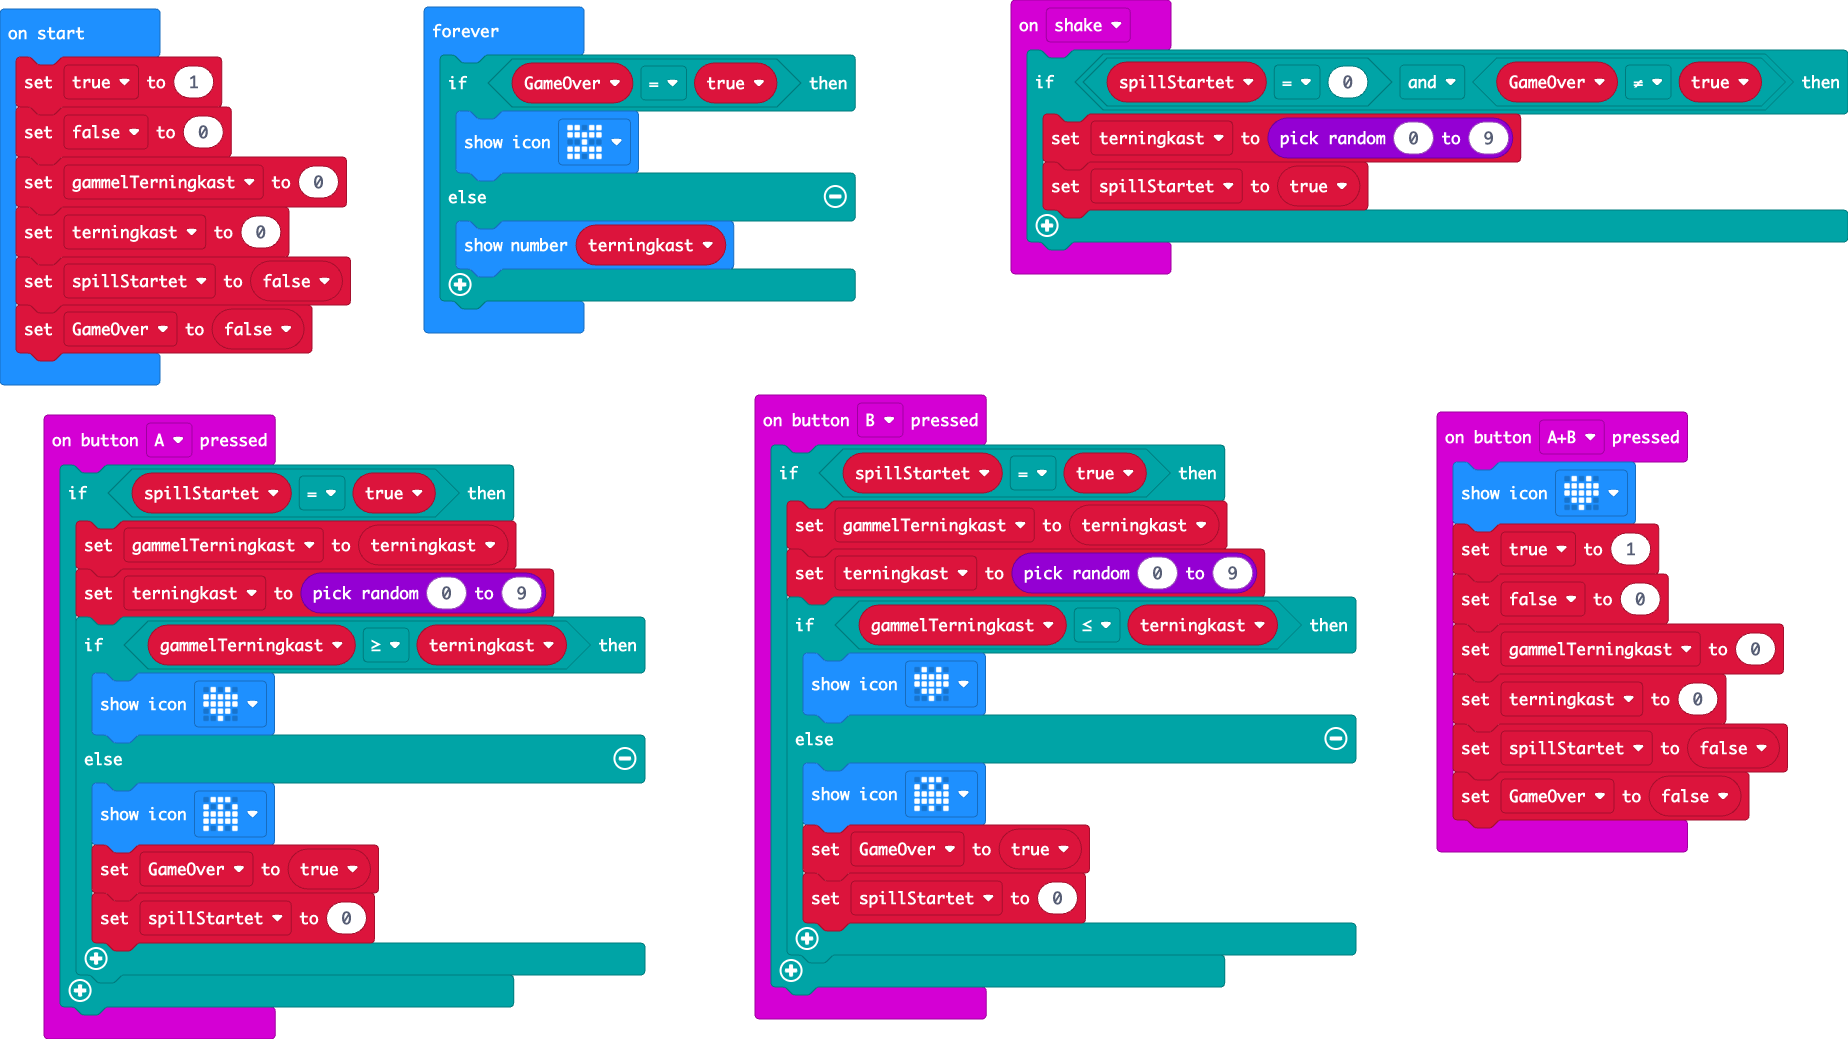 on start
set true to 1
set false to 0
set gammelTerningkast to 0
set terningkast to 0
set spillStartet to false
set GameOver to false
forever
if GameOver = true then
show icon
else
show number terningkast
on shake
if spillStartet = 0 and GameOver ≠ true then
set terningkast to pick random 0 to 9
set spillStartet to true
on button A pressed
if spillStartet = true then
set gammelTerningkast to terningkast
set terningkast to pick random 0 to 9
if gammelTerningkast ≥ terningkast then
show icon
else
show icon
set GameOver to true
set spillStartet to 0
on button B pressed
if spillStartet = true then
set gammelTerningkast to terningkast
set terningkast to pick random 0 to 9
if gammelTerningkast ≤ terningkast then
show icon
else
show icon
set GameOver to true
set spillStartet to 0
on button A+B pressed
show icon
set true to 1
set false to 0
set gammelTerningkast to 0
set terningkast to 0
set spillStartet to false
set GameOver to false